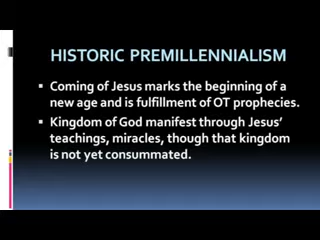 HISTORIC PREMILLENNIALISM
▪ Coming of Jesus marks the beginning of a
new age and is fulfillment of OT prophecies.
▪ Kingdom of God manifest through Jesus'
teachings, miracles, though that kingdom
is not yet consummated.